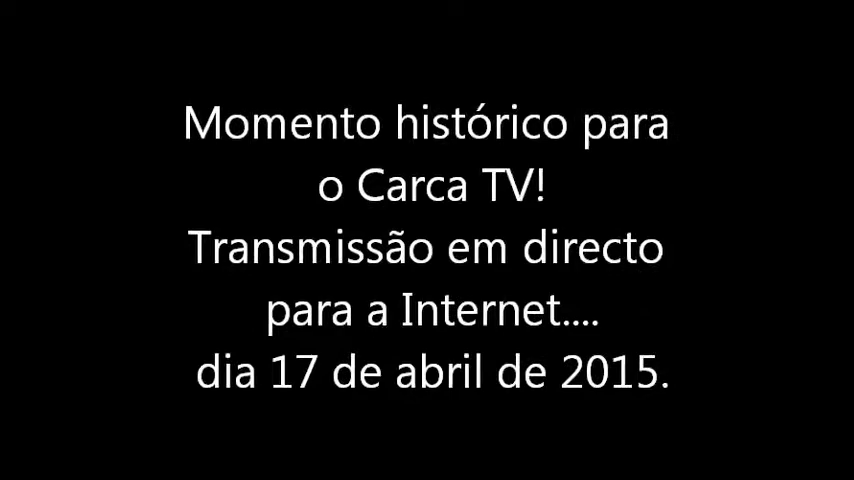 Momento histórico para
o Carca TV!
Transmissão em directo
para a Internet....
dia 17 de abril de 2015.